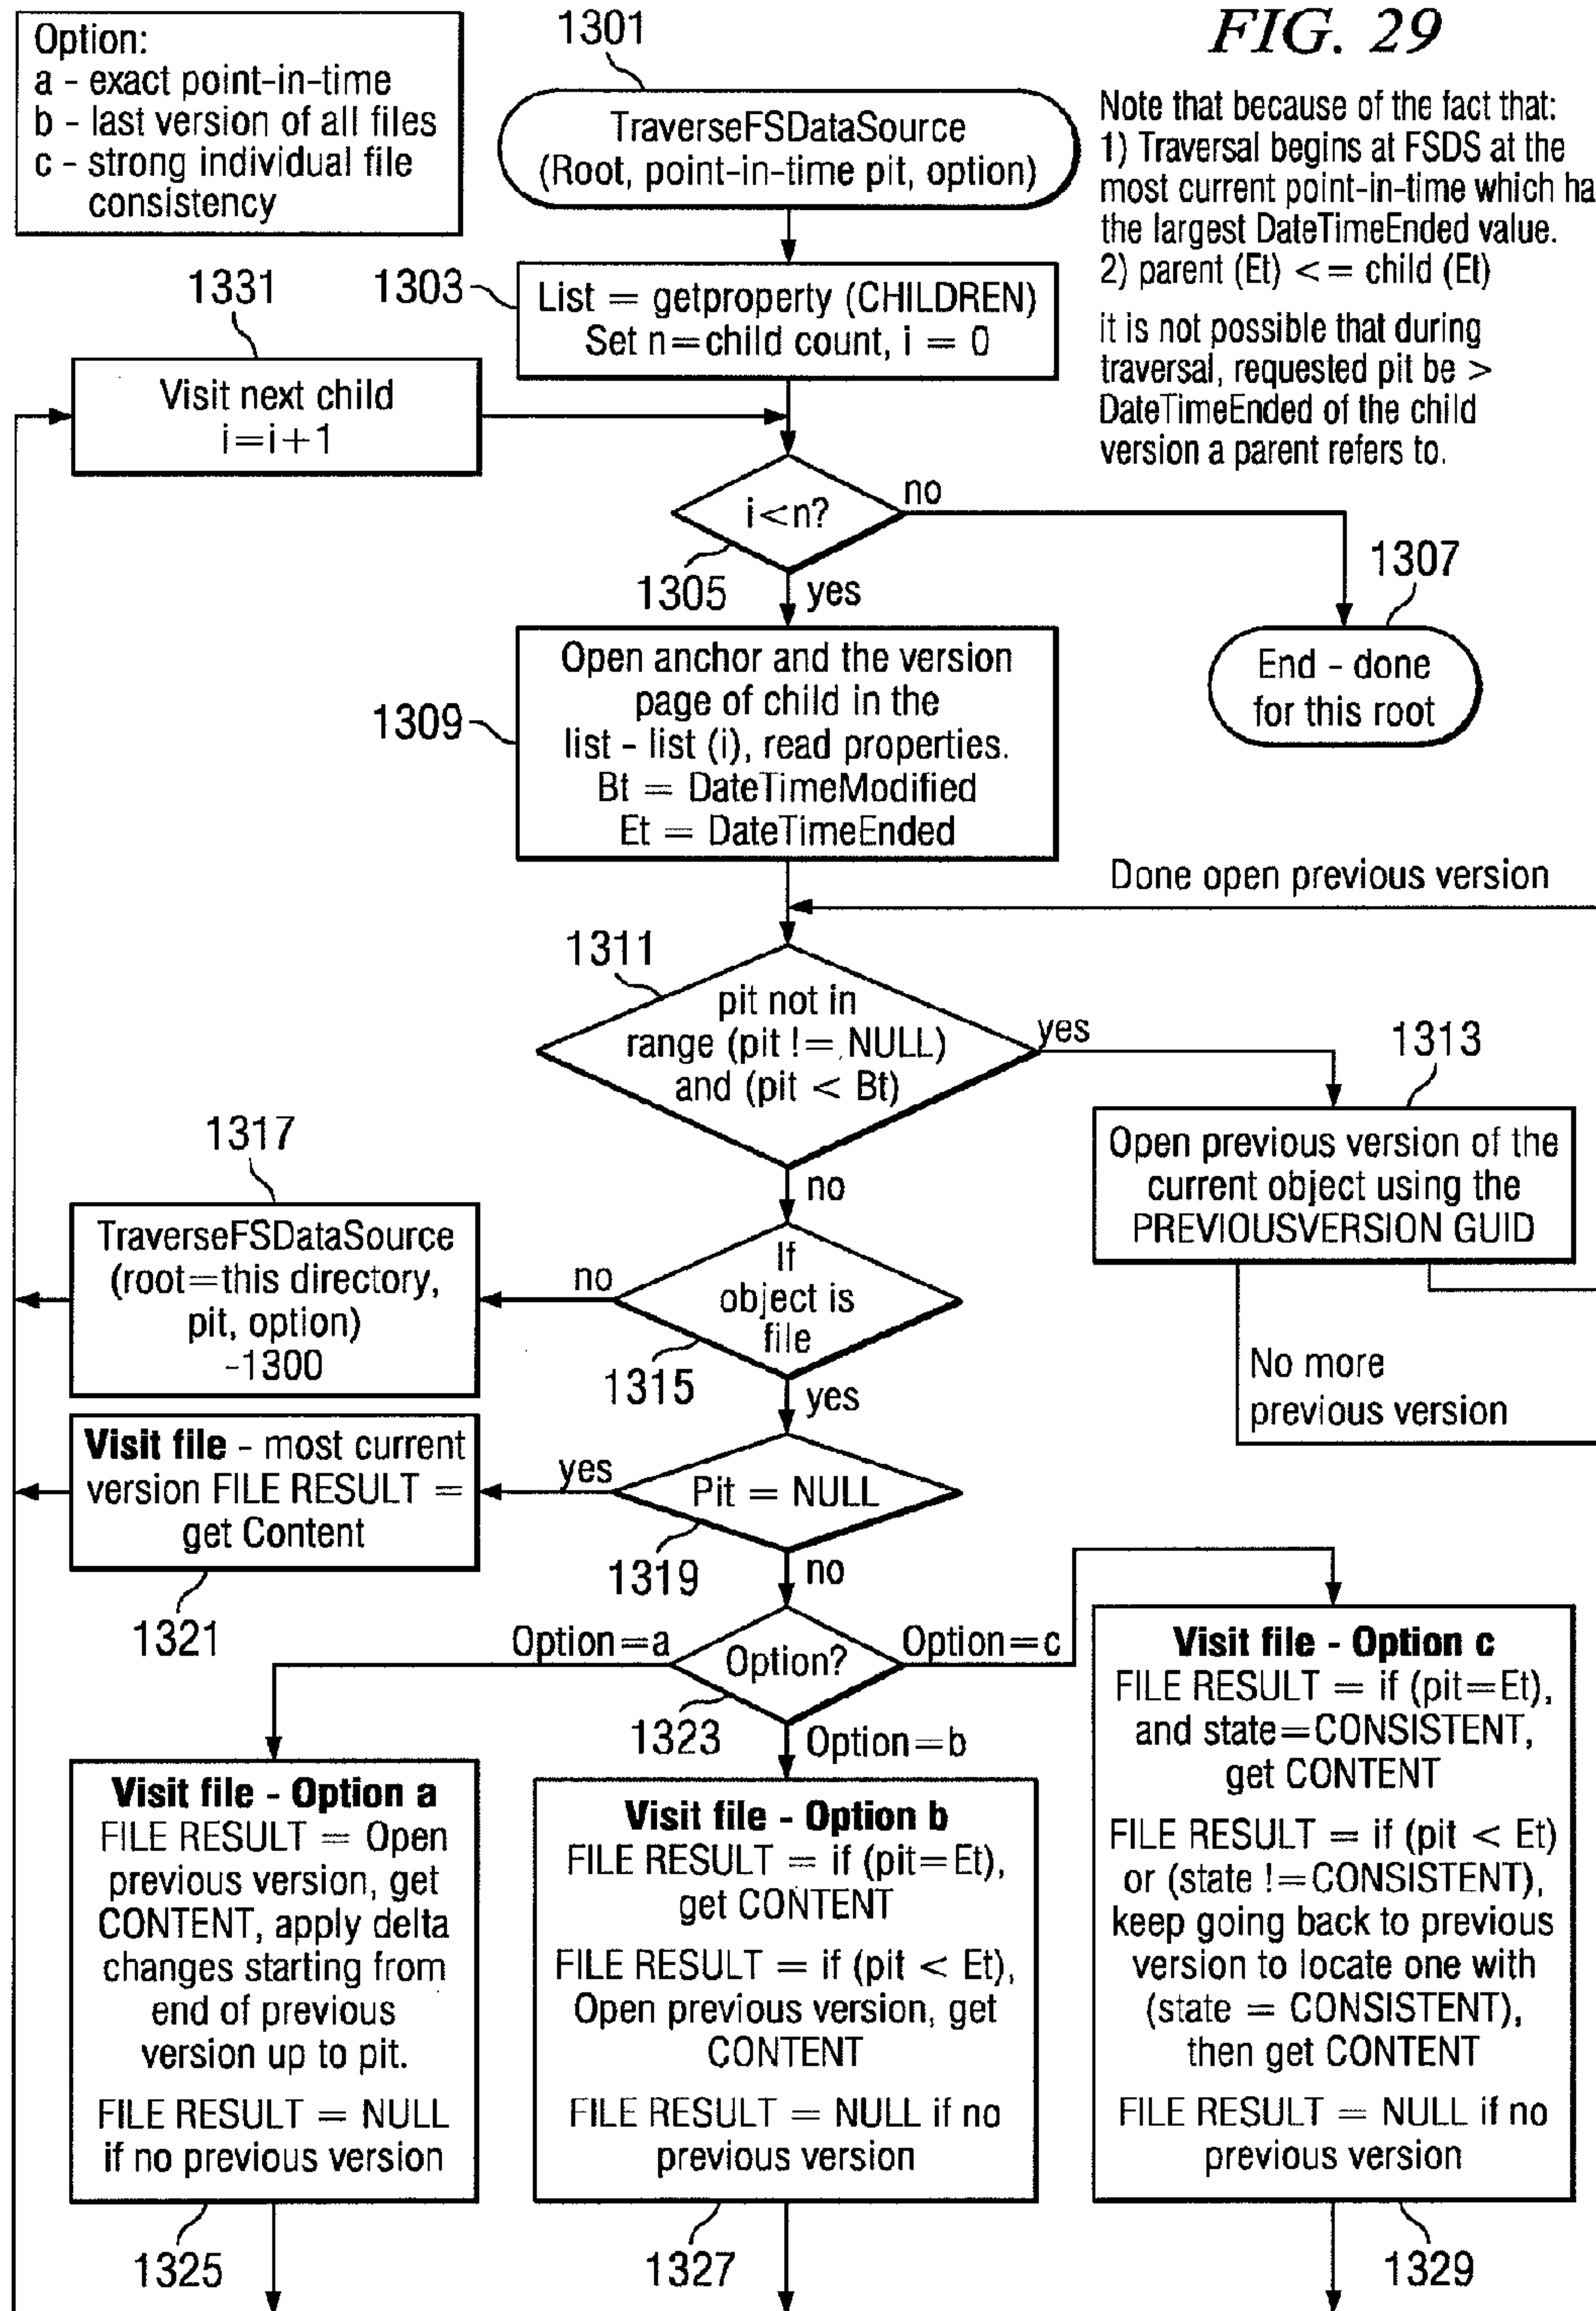 FIG. 29
Option:
a - exact point-in-time
b - last version of all files
c - strong individual file
consistency
1301
TraverseFSDataSource
(Root, point-in-time pit, option)
Note that because of the fact that:
1) Traversal begins at FSDS at the
most current point-in-time which ha
the largest DateTimeEnded value.
2) parent (Et) <= child (Et)
it is not possible that during
traversal, requested pit be >
DateTimeEnded of the child
version a parent refers to.
1331
Visit next child
i=i+1
1303
List = getproperty (CHILDREN)
Set n=child count, i = 0
i<n?
no
1305
yes
1307
End - done
for this root
1309
Open anchor and the version
page of child in the
list - list (i), read properties.
Bt = DateTimeModified
Et = DateTimeEnded
Done open previous version
1311
pit not in
range (pit != NULL)
and (pit < Bt)
yes
no
1313
Open previous version of the
current object using the
PREVIOUSVERSION GUID
No more
previous version
1317
TraverseFSDataSource
(root=this directory,
pit, option)
-1300
no
If
object is
file
1315
yes
Visit file - most current
version FILE RESULT =
get Content
1321
yes
Pit = NULL
1319
no
Option=a
Option?
Option=c
1323
Option=b
Visit file - Option a
FILE RESULT = Open
previous version, get
CONTENT, apply delta
changes starting from
end of previous
version up to pit.
FILE RESULT = NULL
if no previous version
1325
Visit file - Option b
FILE RESULT = if (pit=Et),
get CONTENT
FILE RESULT = if (pit < Et),
Open previous version, get
CONTENT
FILE RESULT = NULL if no
previous version
1327
Visit file - Option c
FILE RESULT = if (pit=Et),
and state=CONSISTENT,
get CONTENT
FILE RESULT = if (pit < Et)
or (state !=CONSISTENT),
keep going back to previous
version to locate one with
(state = CONSISTENT),
then get CONTENT
FILE RESULT = NULL if no
previous version
1329